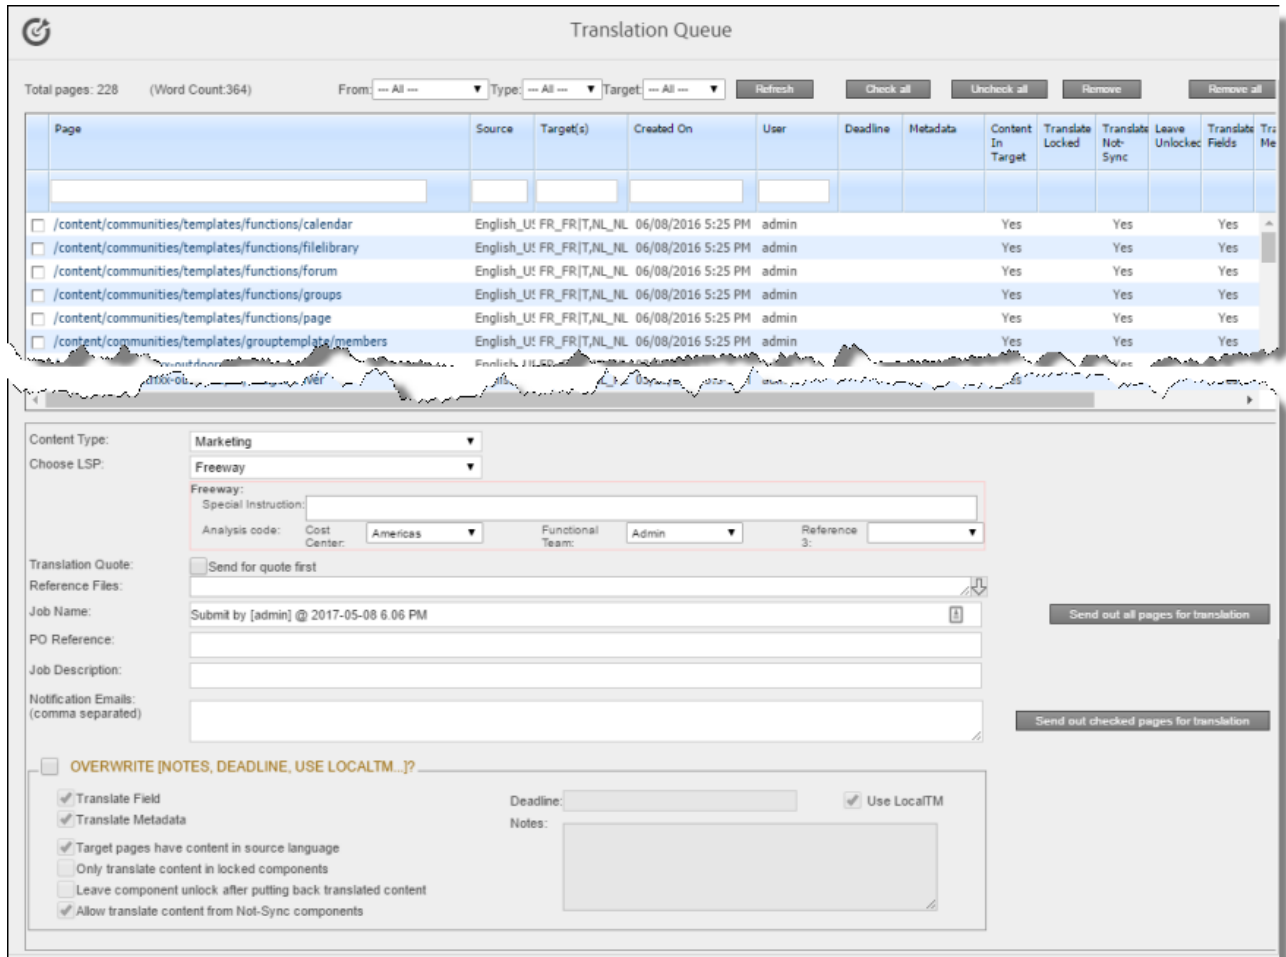 Translation Queue
Total pages: 228 (Word Count:364) From: --- All --- Type: --- All --- Target: --- All --- Refresh Check all Uncheck all Remove Remove all
Page Source Target(s) Created On User Deadline Metadata Content In Target Translate Locked Translate Not-Sync Leave Unlocked Translate Fields Tra Me
/content/communities/templates/functions/calendar English_US FR_FR|T,NL_NL 06/08/2016 5:25 PM admin Yes Yes Yes
/content/communities/templates/functions/filelibrary English_US FR_FR|T,NL_NL 06/08/2016 5:25 PM admin Yes Yes Yes
/content/communities/templates/functions/forum English_US FR_FR|T,NL_NL 06/08/2016 5:25 PM admin Yes Yes Yes
/content/communities/templates/functions/groups English_US FR_FR|T,NL_NL 06/08/2016 5:25 PM admin Yes Yes Yes
/content/communities/templates/functions/page English_US FR_FR|T,NL_NL 06/08/2016 5:25 PM admin Yes Yes Yes
/content/communities/templates/grouptemplate/members English_US FR_FR|T,NL_NL 06/08/2016 5:25 PM admin Yes Yes Yes
Content Type: Marketing
Choose LSP: Freeway
Freeway:
Special Instruction:
Analysis code: Cost Center: Americas Functional Team: Admin Reference 3:
Translation Quote: Send for quote first
Reference Files:
Job Name: Submit by [admin] @ 2017-05-08 6.06 PM Send out all pages for translation
PO Reference:
Job Description:
Notification Emails:
(comma separated)
Send out checked pages for translation
OVERWRITE [NOTES, DEADLINE, USE LOCALTM...]?
Translate Field Deadline: Use LocalTM
Translate Metadata Notes:
Target pages have content in source language
Only translate content in locked components
Leave component unlock after putting back translated content
Allow translate content from Not-Sync components